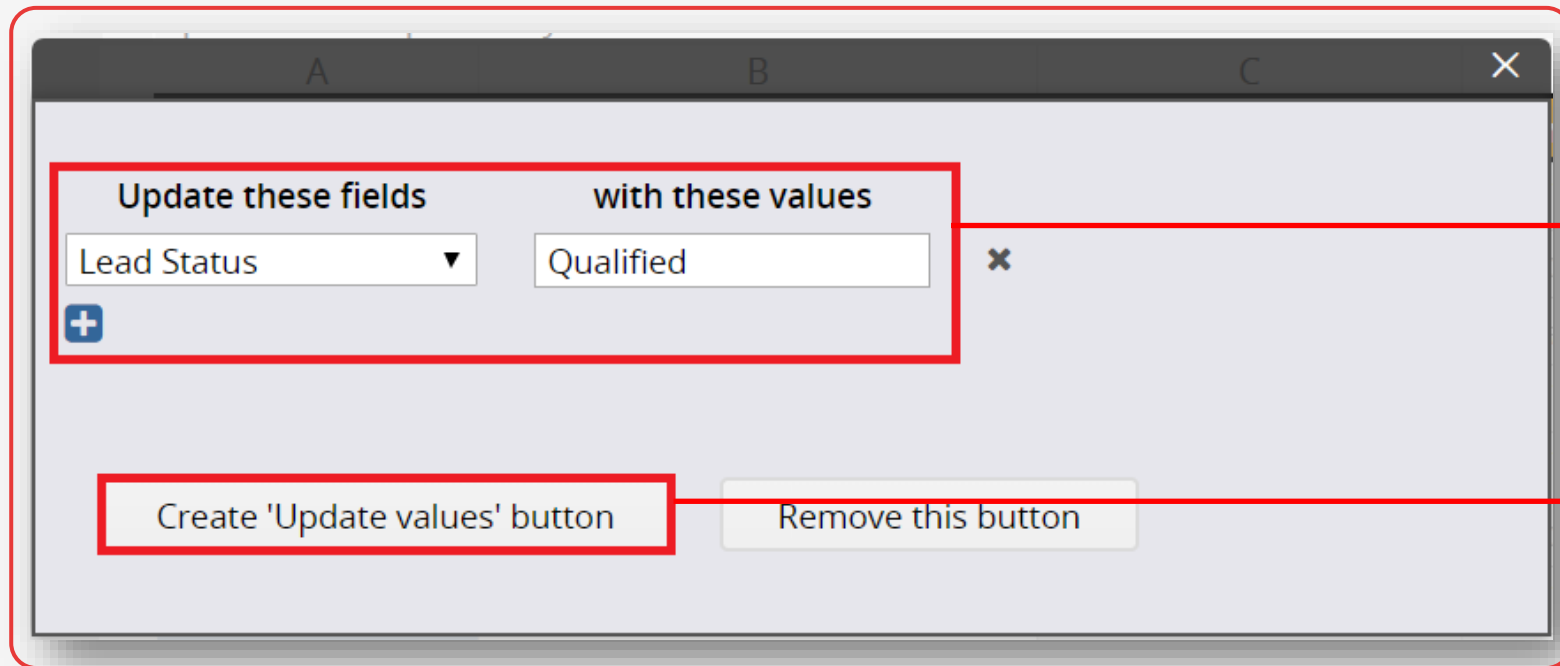 A B C
Update these fields with these values
Lead Status Qualified
Create 'Update values' button Remove this button